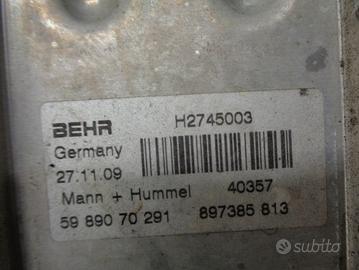 BEHR H2745003
Germany
27.11.09
Mann + Hummel 40357
59 890 70 291 897385 813
subito